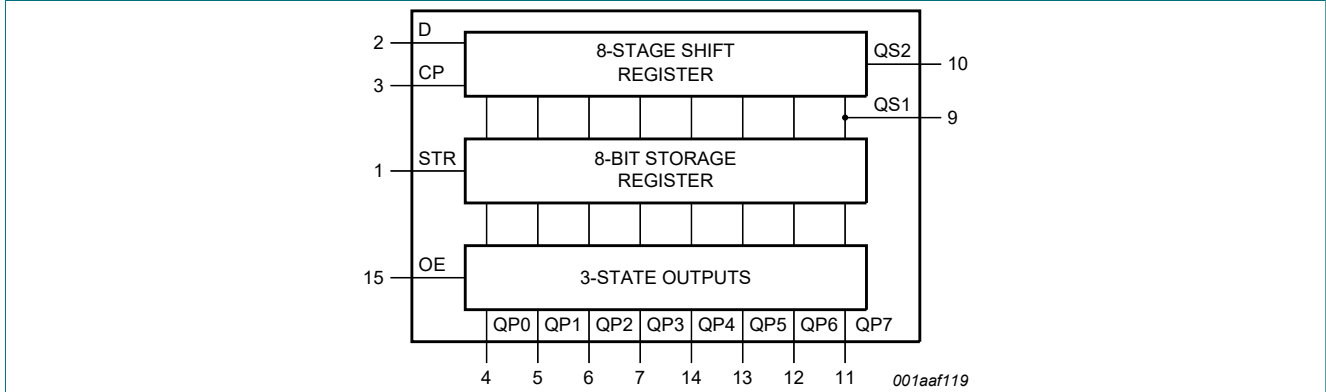 D
2
8-STAGE SHIFT
REGISTER
QS2
10
CP
3
QS1
9
STR
1
8-BIT STORAGE
REGISTER
OE
15
3-STATE OUTPUTS
QP0 QP1 QP2 QP3 QP4 QP5 QP6 QP7
4 5 6 7 14 13 12 11
001aaf119